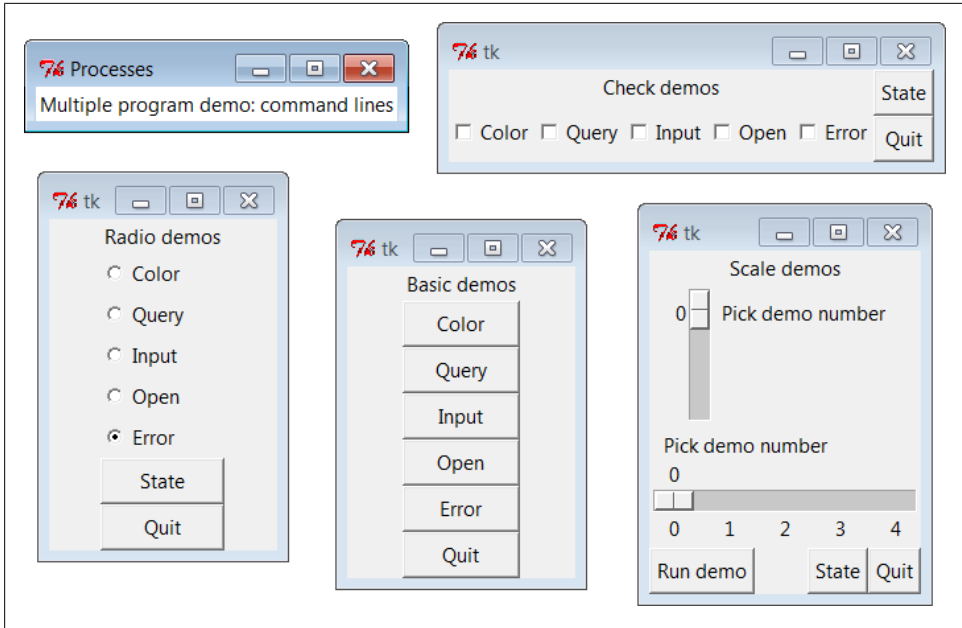 Processes
Multiple program demo: command lines
tk
Check demos
State
Color Query Input Open Error
Quit
tk
Radio demos
Color
Query
Input
Open
Error
State
Quit
tk
Basic demos
Color
Query
Input
Open
Error
Quit
tk
Scale demos
0 Pick demo number
Pick demo number
0
0 1 2 3 4
Run demo State Quit